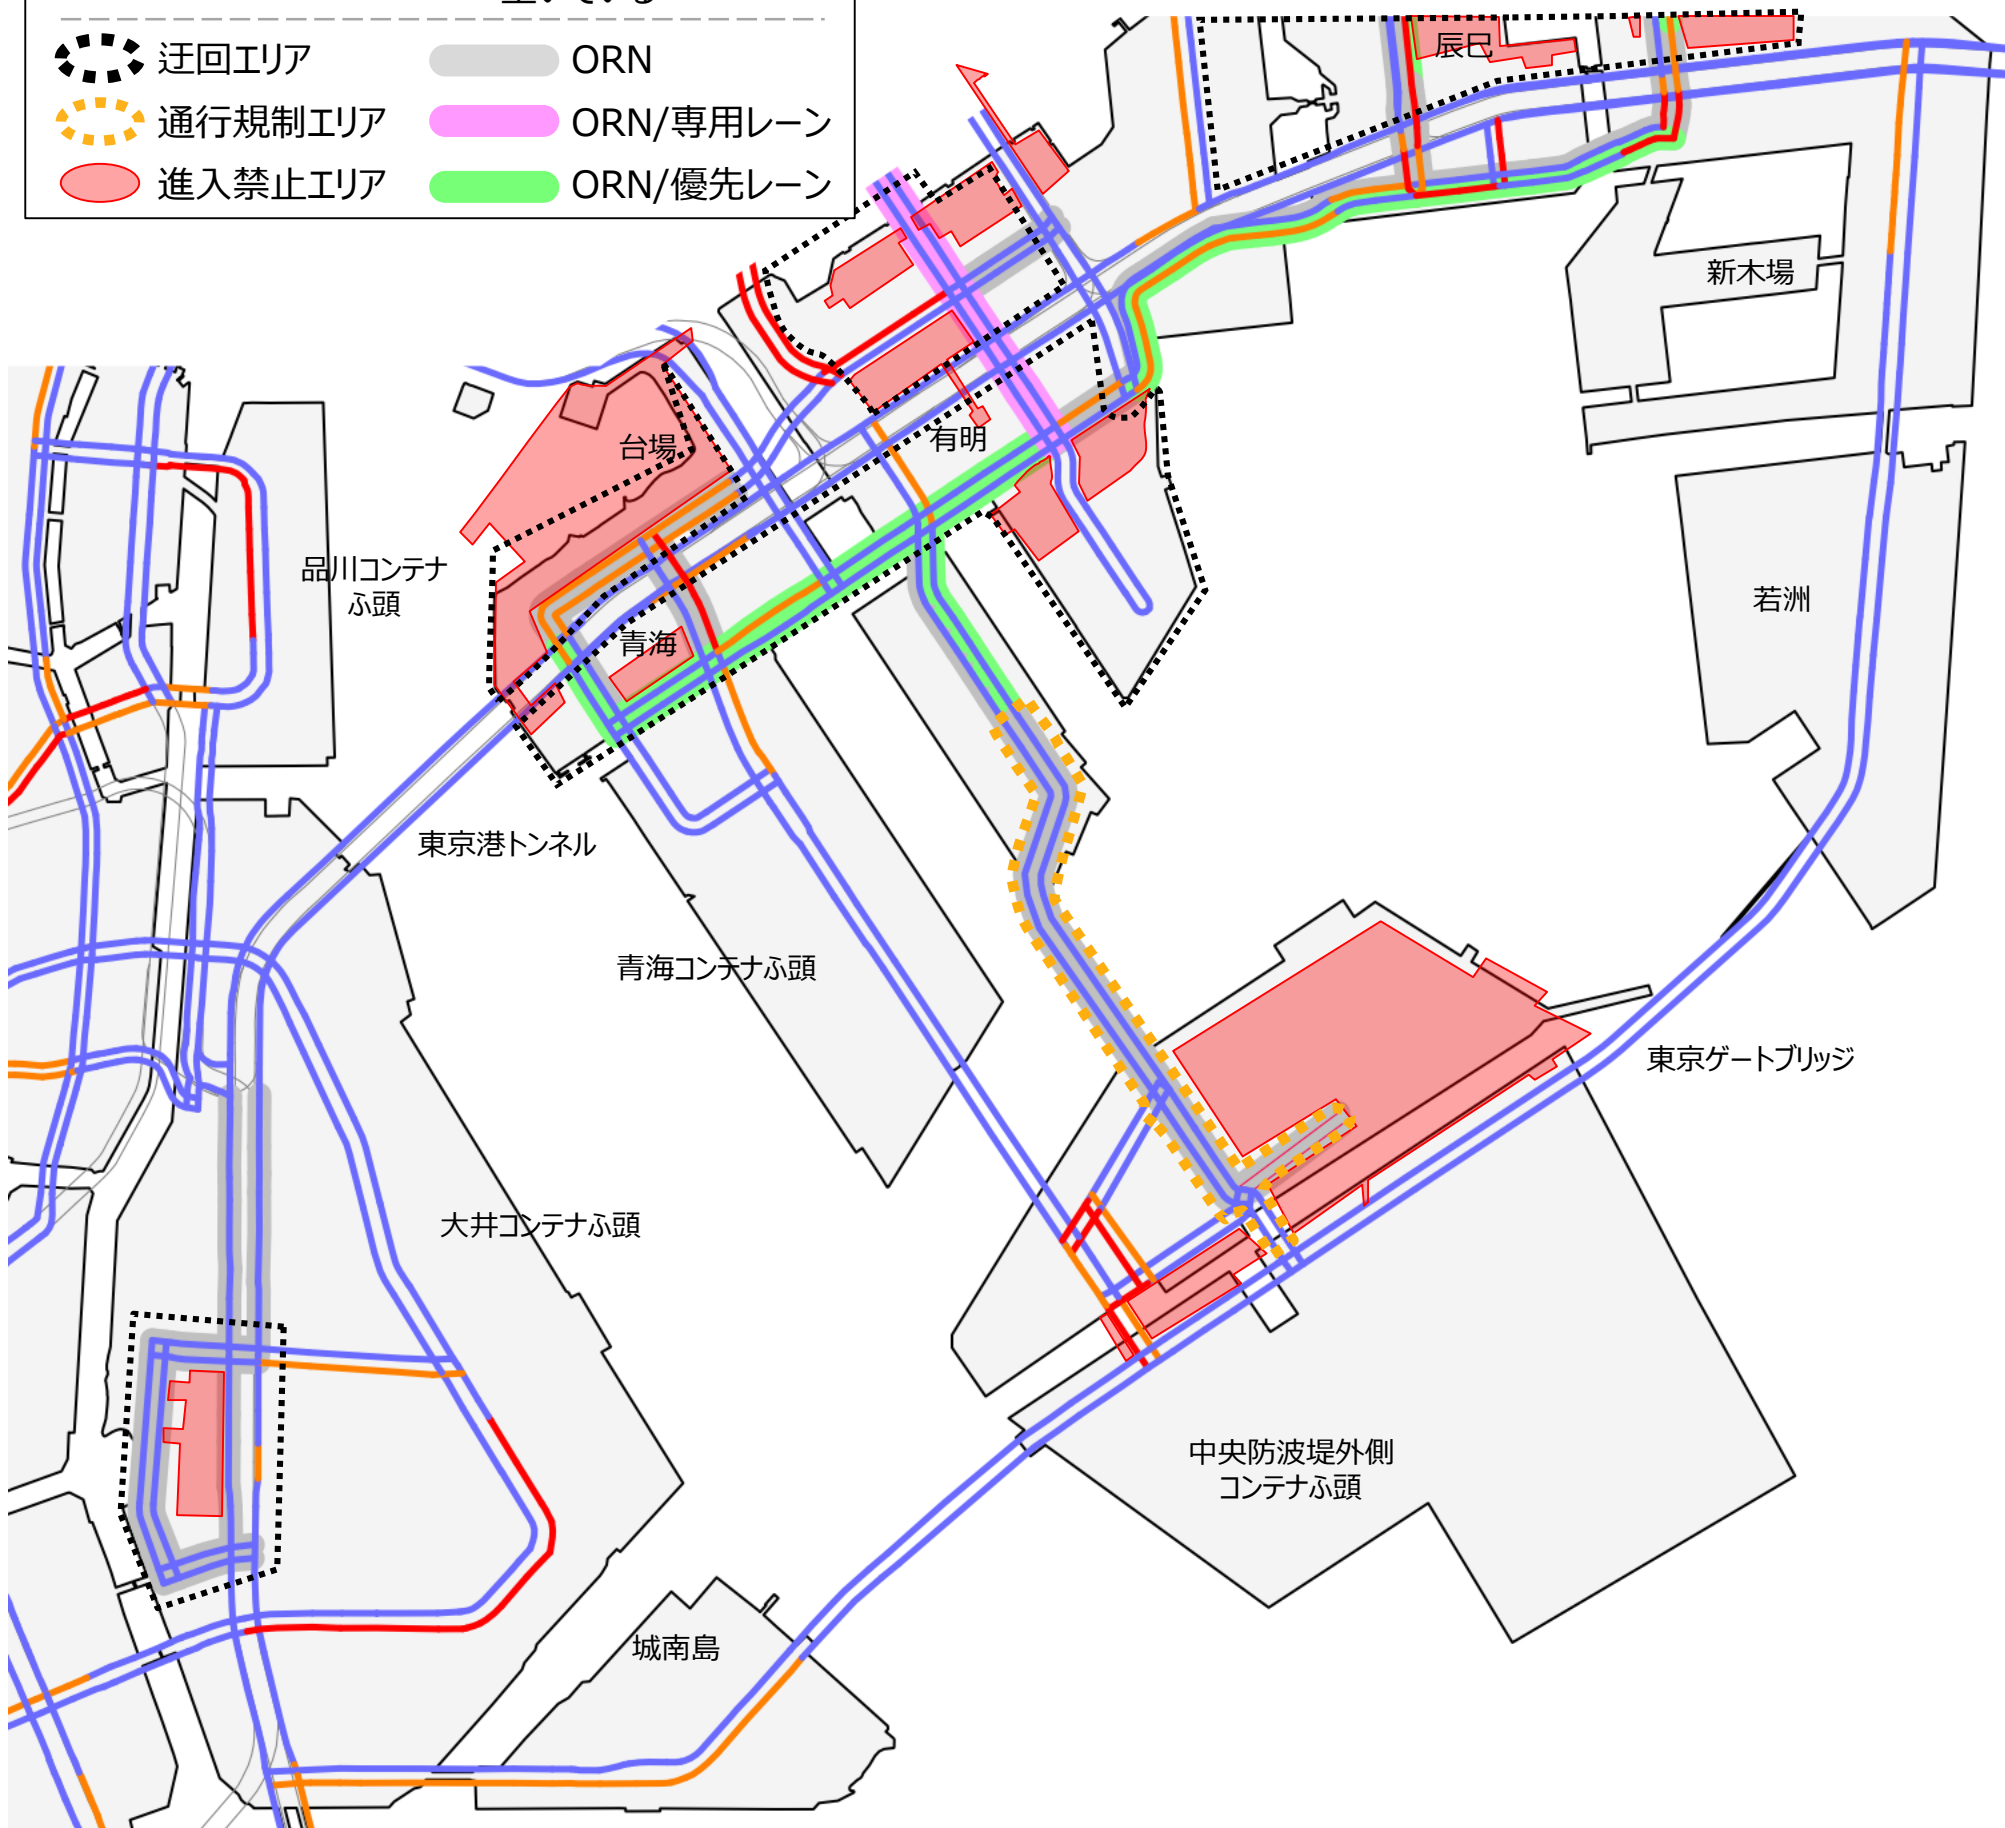 空いている
迂回エリア
ORN
通行規制エリア
ORN/専用レーン
進入禁止エリア
ORN/優先レーン
辰巳
新木場
有明
台場
品川コンテナ
ふ頭
若洲
青海
東京港トンネル
青海コンテナふ頭
東京ゲートブリッジ
大井コンテナふ頭
中央防波堤外側
コンテナふ頭
城南島